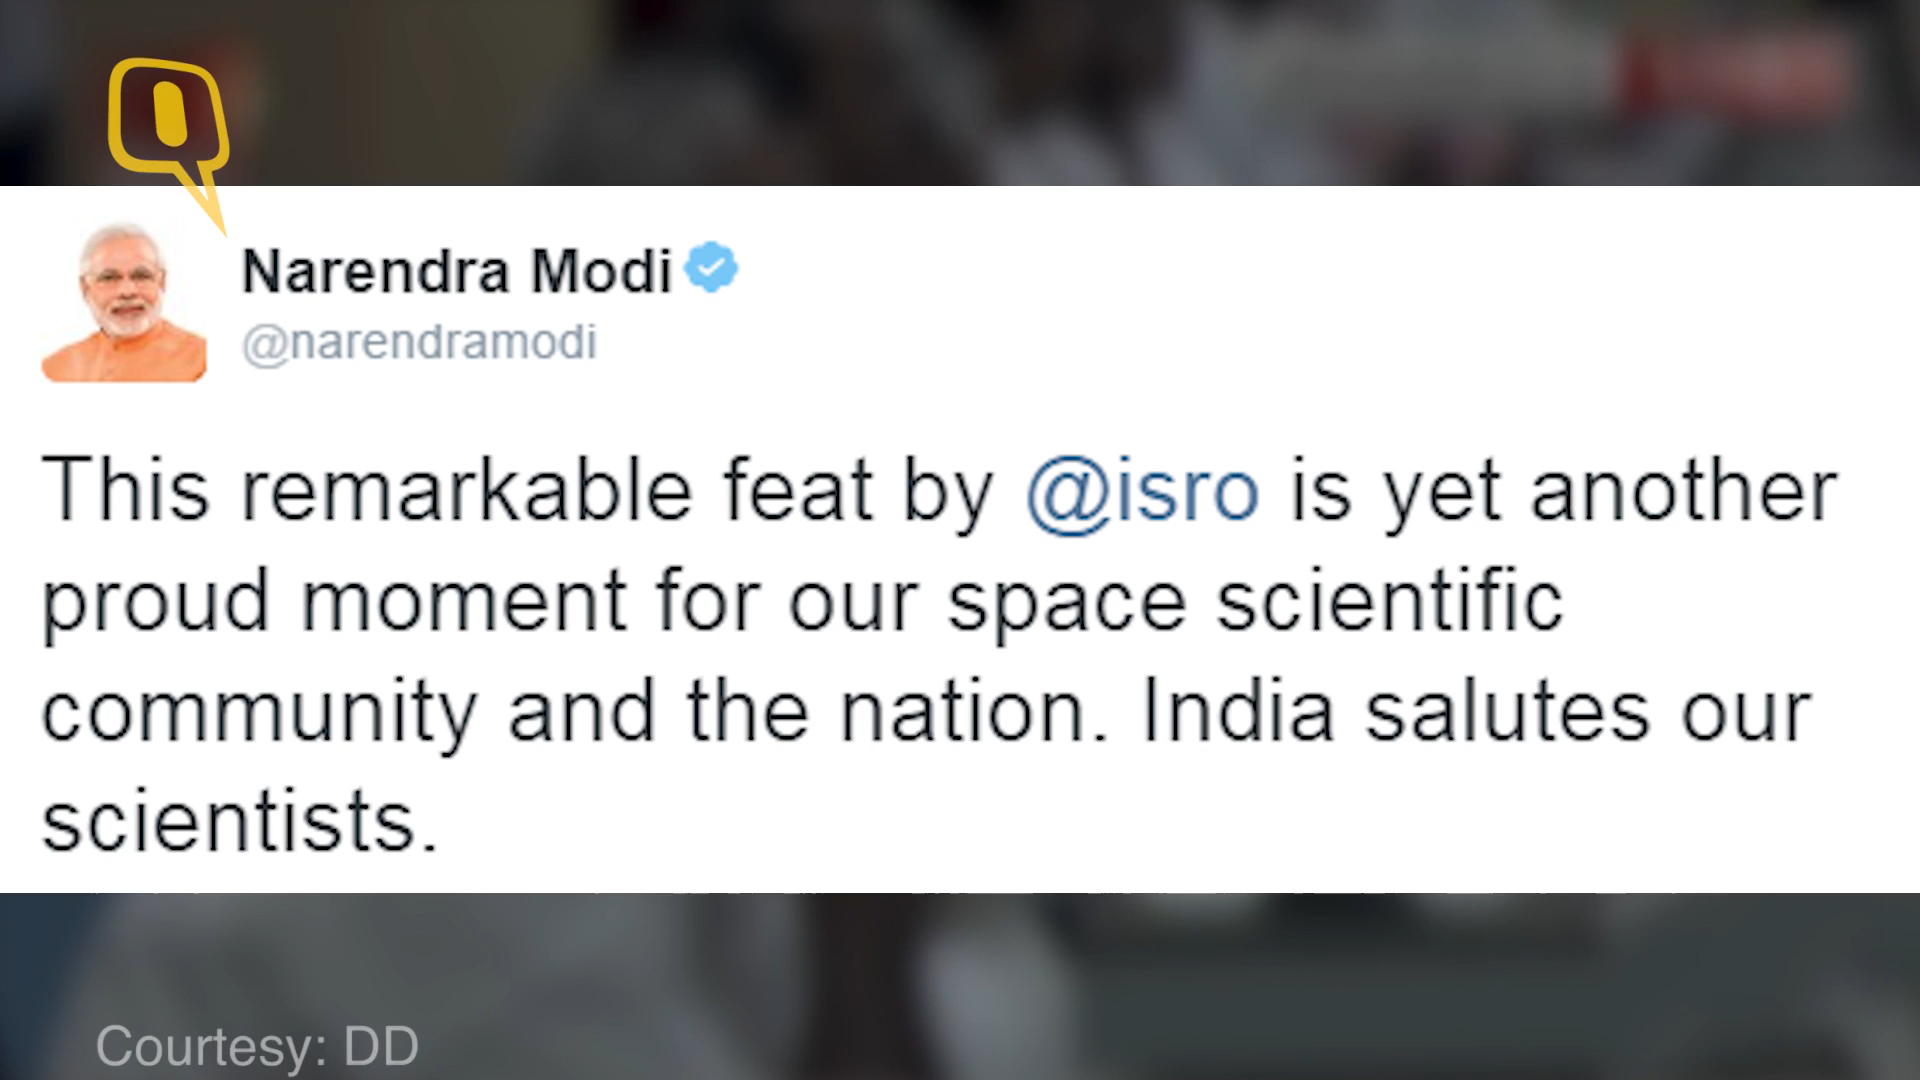 Narendra Modi
@narendramodi
This remarkable feat by @isro is yet another
proud moment for our space scientific
community and the nation. India salutes our
scientists.
Courtesy: DD